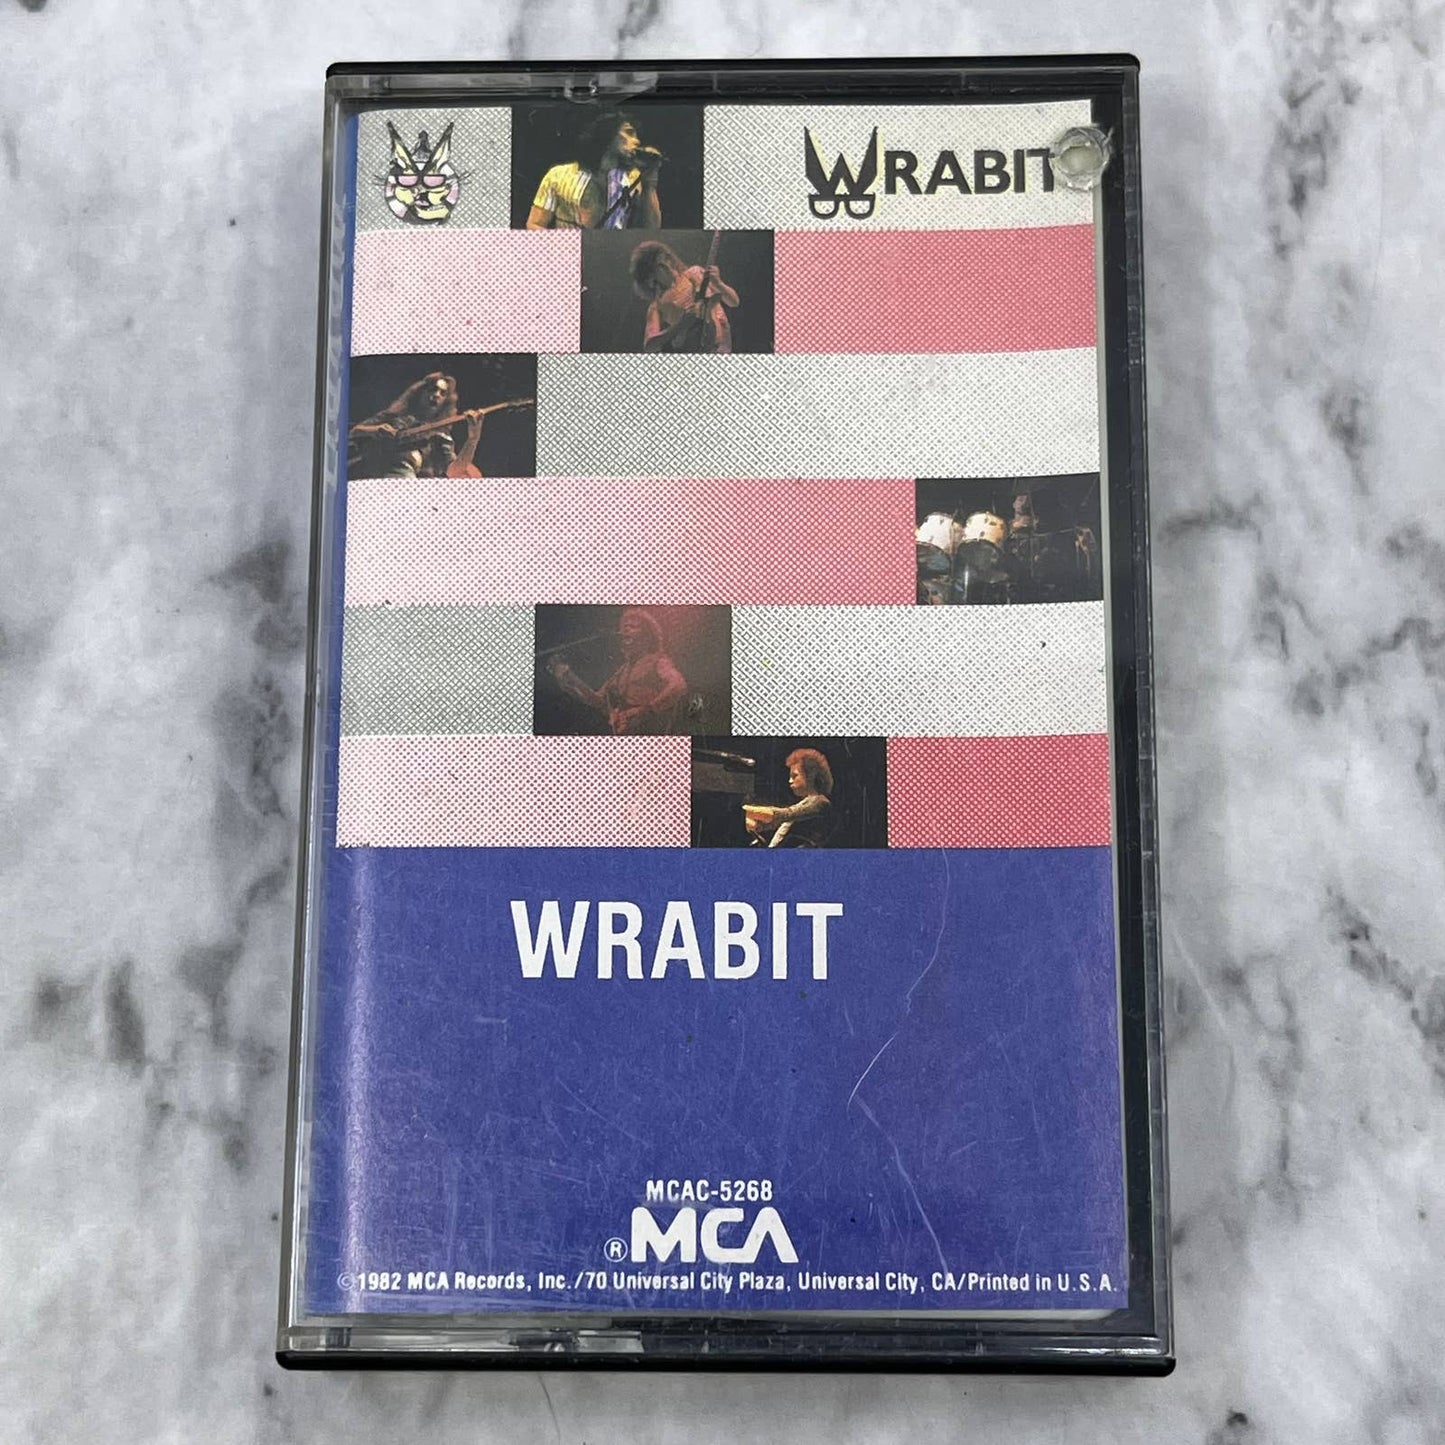 WRABIT
WRABIT
MCAC-5268
®MCA
©1982 MCA Records, Inc./70 Universal City Plaza, Universal City, CA/Printed in U.S.A.